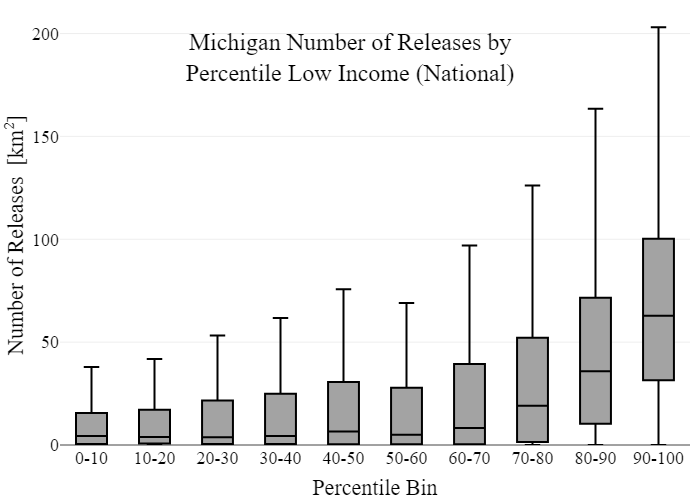 Michigan Number of Releases by
Percentile Low Income (National)
Number of Releases [km²]
200
150
100
50
0
0-10 10-20 20-30 30-40 40-50 50-60 60-70 70-80 80-90 90-100
Percentile Bin